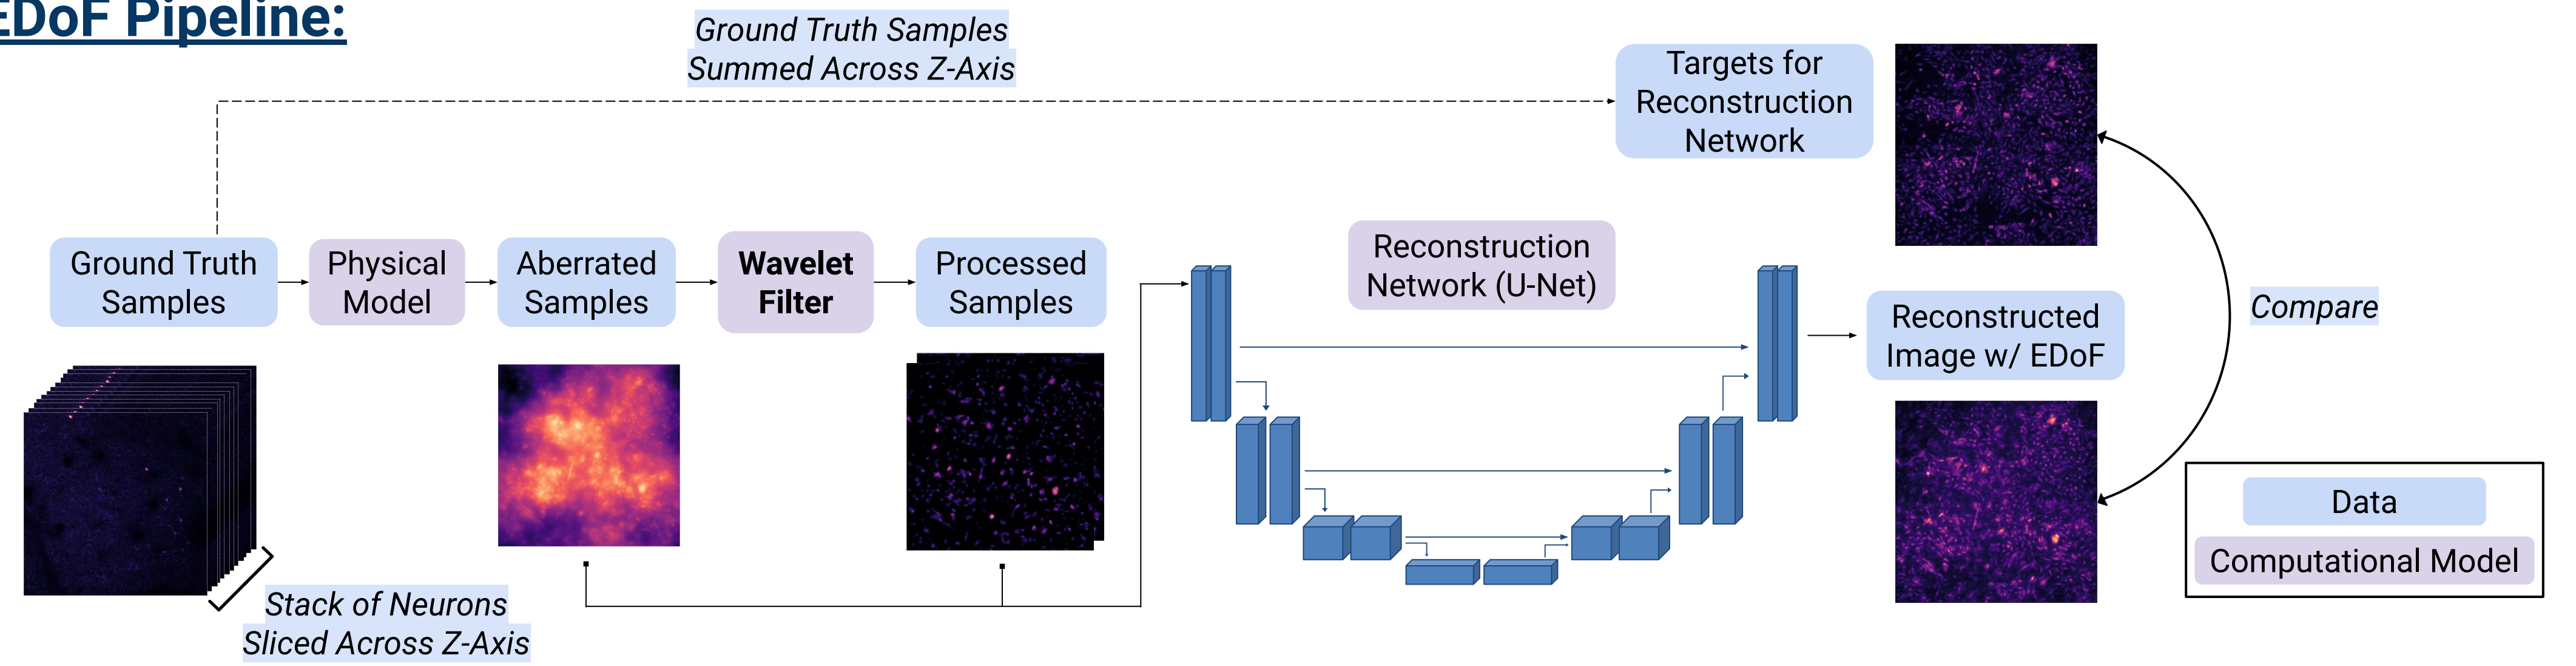 EDoF Pipeline:
Ground Truth Samples
Summed Across Z-Axis
Targets for
Reconstruction
Network
Ground Truth
Samples
Physical
Model
Aberrated
Samples
Wavelet
Filter
Processed
Samples
Reconstruction
Network (U-Net)
Reconstructed
Image w/ EDoF
Compare
Stack of Neurons
Sliced Across Z-Axis
Data
Computational Model